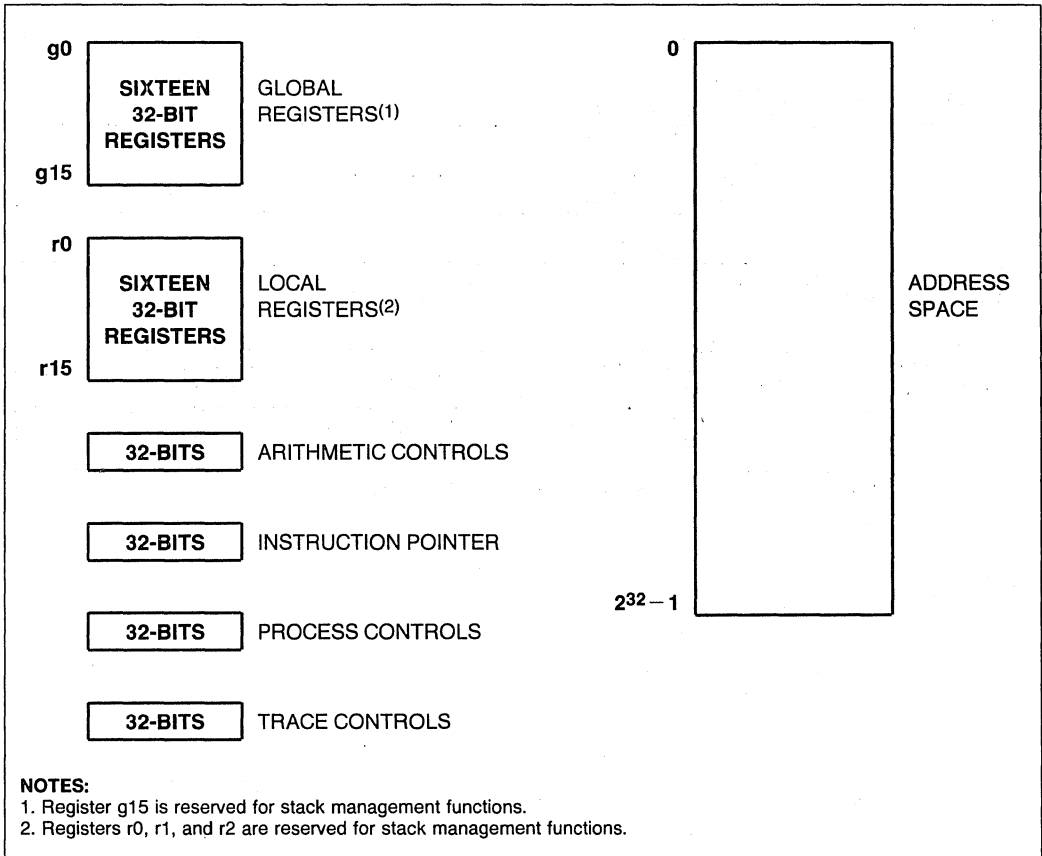 g0
SIXTEEN
32-BIT
REGISTERS
g15
GLOBAL
REGISTERS(1)
r0
SIXTEEN
32-BIT
REGISTERS
r15
LOCAL
REGISTERS(2)
32-BITS ARITHMETIC CONTROLS
32-BITS INSTRUCTION POINTER
32-BITS PROCESS CONTROLS
32-BITS TRACE CONTROLS
0
2³²−1
ADDRESS
SPACE
NOTES:
1. Register g15 is reserved for stack management functions.
2. Registers r0, r1, and r2 are reserved for stack management functions.